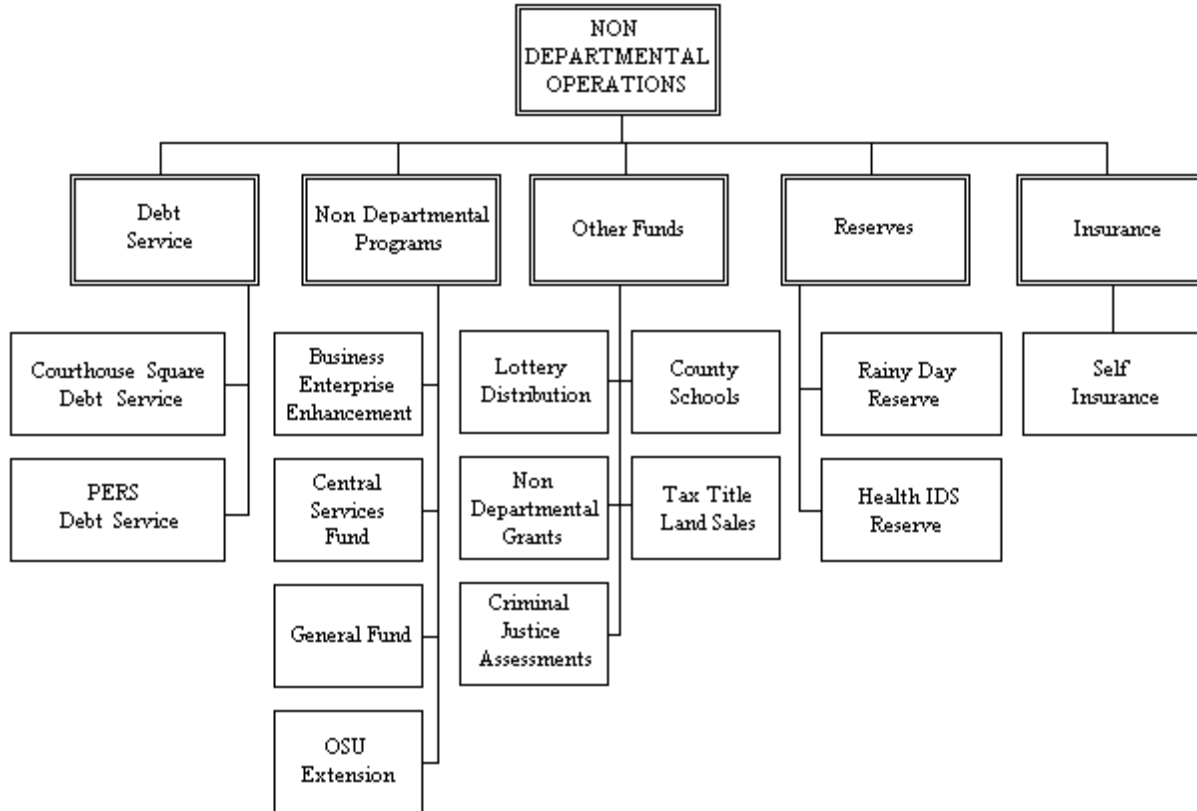 NON
DEPARTMENTAL
OPERATIONS
Debt
Service
Non Departmental
Programs
Other Funds
Reserves
Insurance
Courthouse Square
Debt Service
PERS
Debt Service
Business
Enterprise
Enhancement
Central
Services
Fund
General Fund
OSU
Extension
Lottery
Distribution
County
Schools
Non
Departmental
Grants
Tax Title
Land Sales
Criminal
Justice
Assessments
Rainy Day
Reserve
Health IDS
Reserve
Self
Insurance